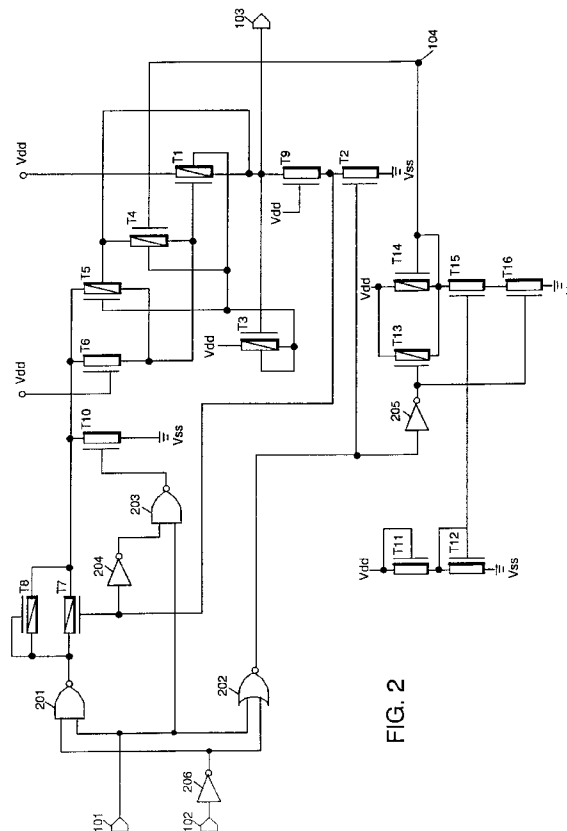 Vdd
103
T1
T9
T2
Vss
Vdd
104
T4
T5
T3
Vdd
T6
Vdd
T10
Vss
T14
Vdd
T13
T15
T16
205
203
204
T8
T7
201
202
T11
Vdd
T12
Vss
206
101
102
FIG. 2